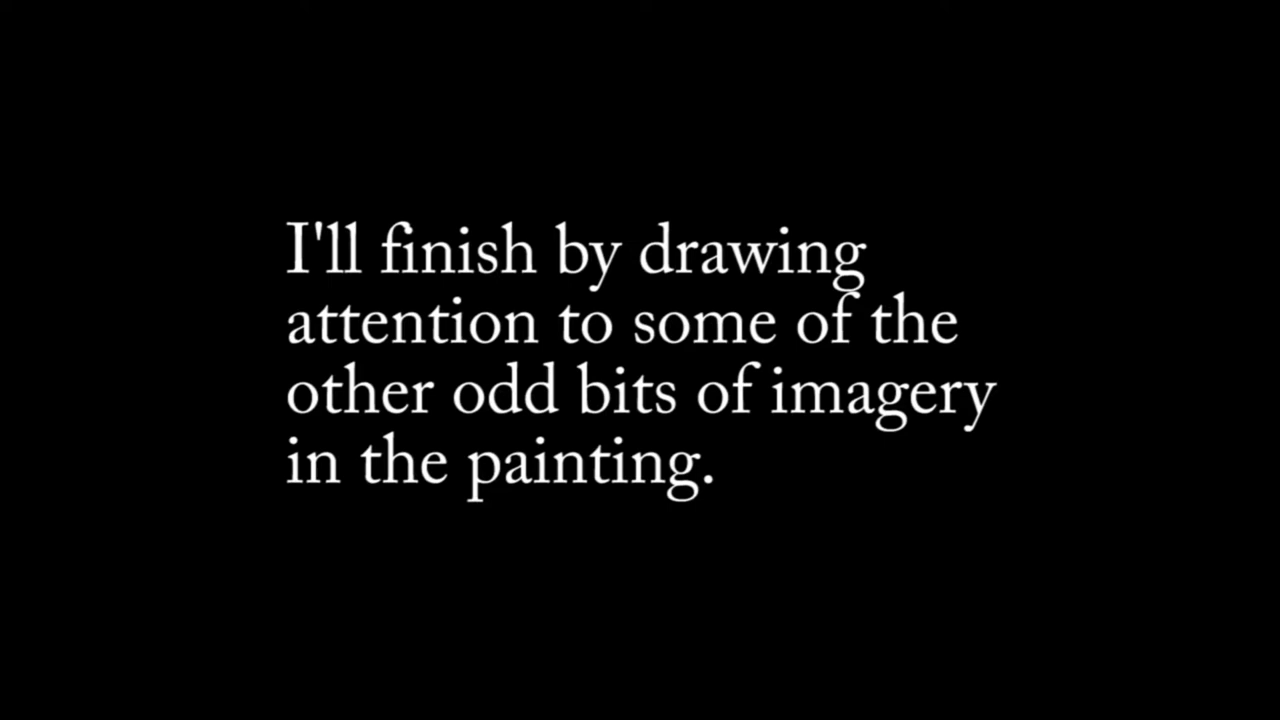 I'll finish by drawing
attention to some of the
other odd bits of imagery
in the painting.